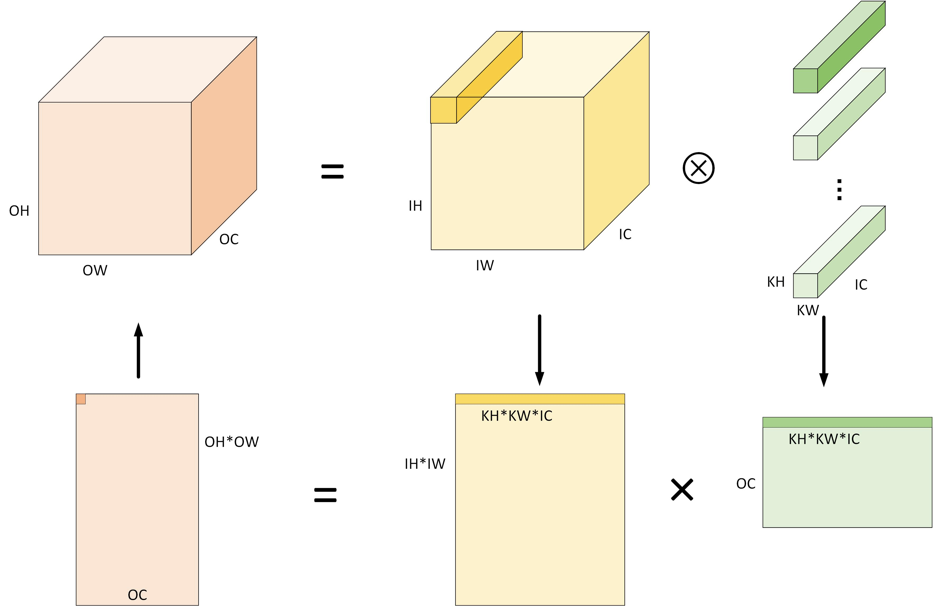 OH
OW
OC
=
IH
IW
IC
⊗
⋮
KH
KW
IC
OH*OW
OC
=
IH*IW
KH*KW*IC
×
OC
KH*KW*IC